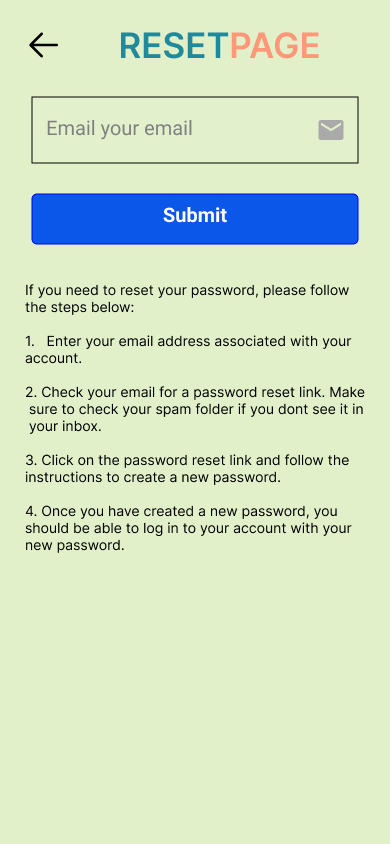 RESETPAGE
Email your email
Submit
If you need to reset your password, please follow
the steps below:
1. Enter your email address associated with your
account.
2. Check your email for a password reset link. Make
sure to check your spam folder if you dont see it in
your inbox.
3. Click on the password reset link and follow the
instructions to create a new password.
4. Once you have created a new password, you
should be able to log in to your account with your
new password.